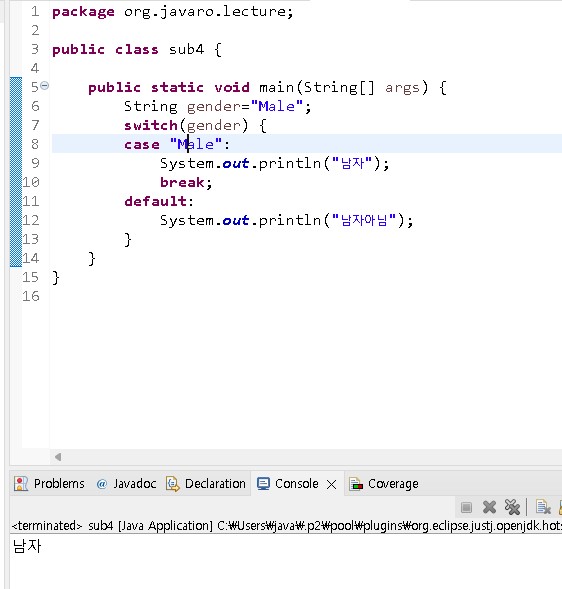 1 package org.javaro.lecture;
2
3 public class sub4 {
4
5 public static void main(String[] args) {
6 String gender="Male";
7 switch(gender) {
8 case "Male":
9 System.out.println("남자");
10 break;
11 default:
12 System.out.println("남자아님");
13 }
14 }
15 }
16
Problems @ Javadoc Declaration Console Coverage
<terminated> sub4 [Java Application] C:₩Users₩java₩.p2₩pool₩plugins₩org.eclipse.justj.openjdk.hots
남자